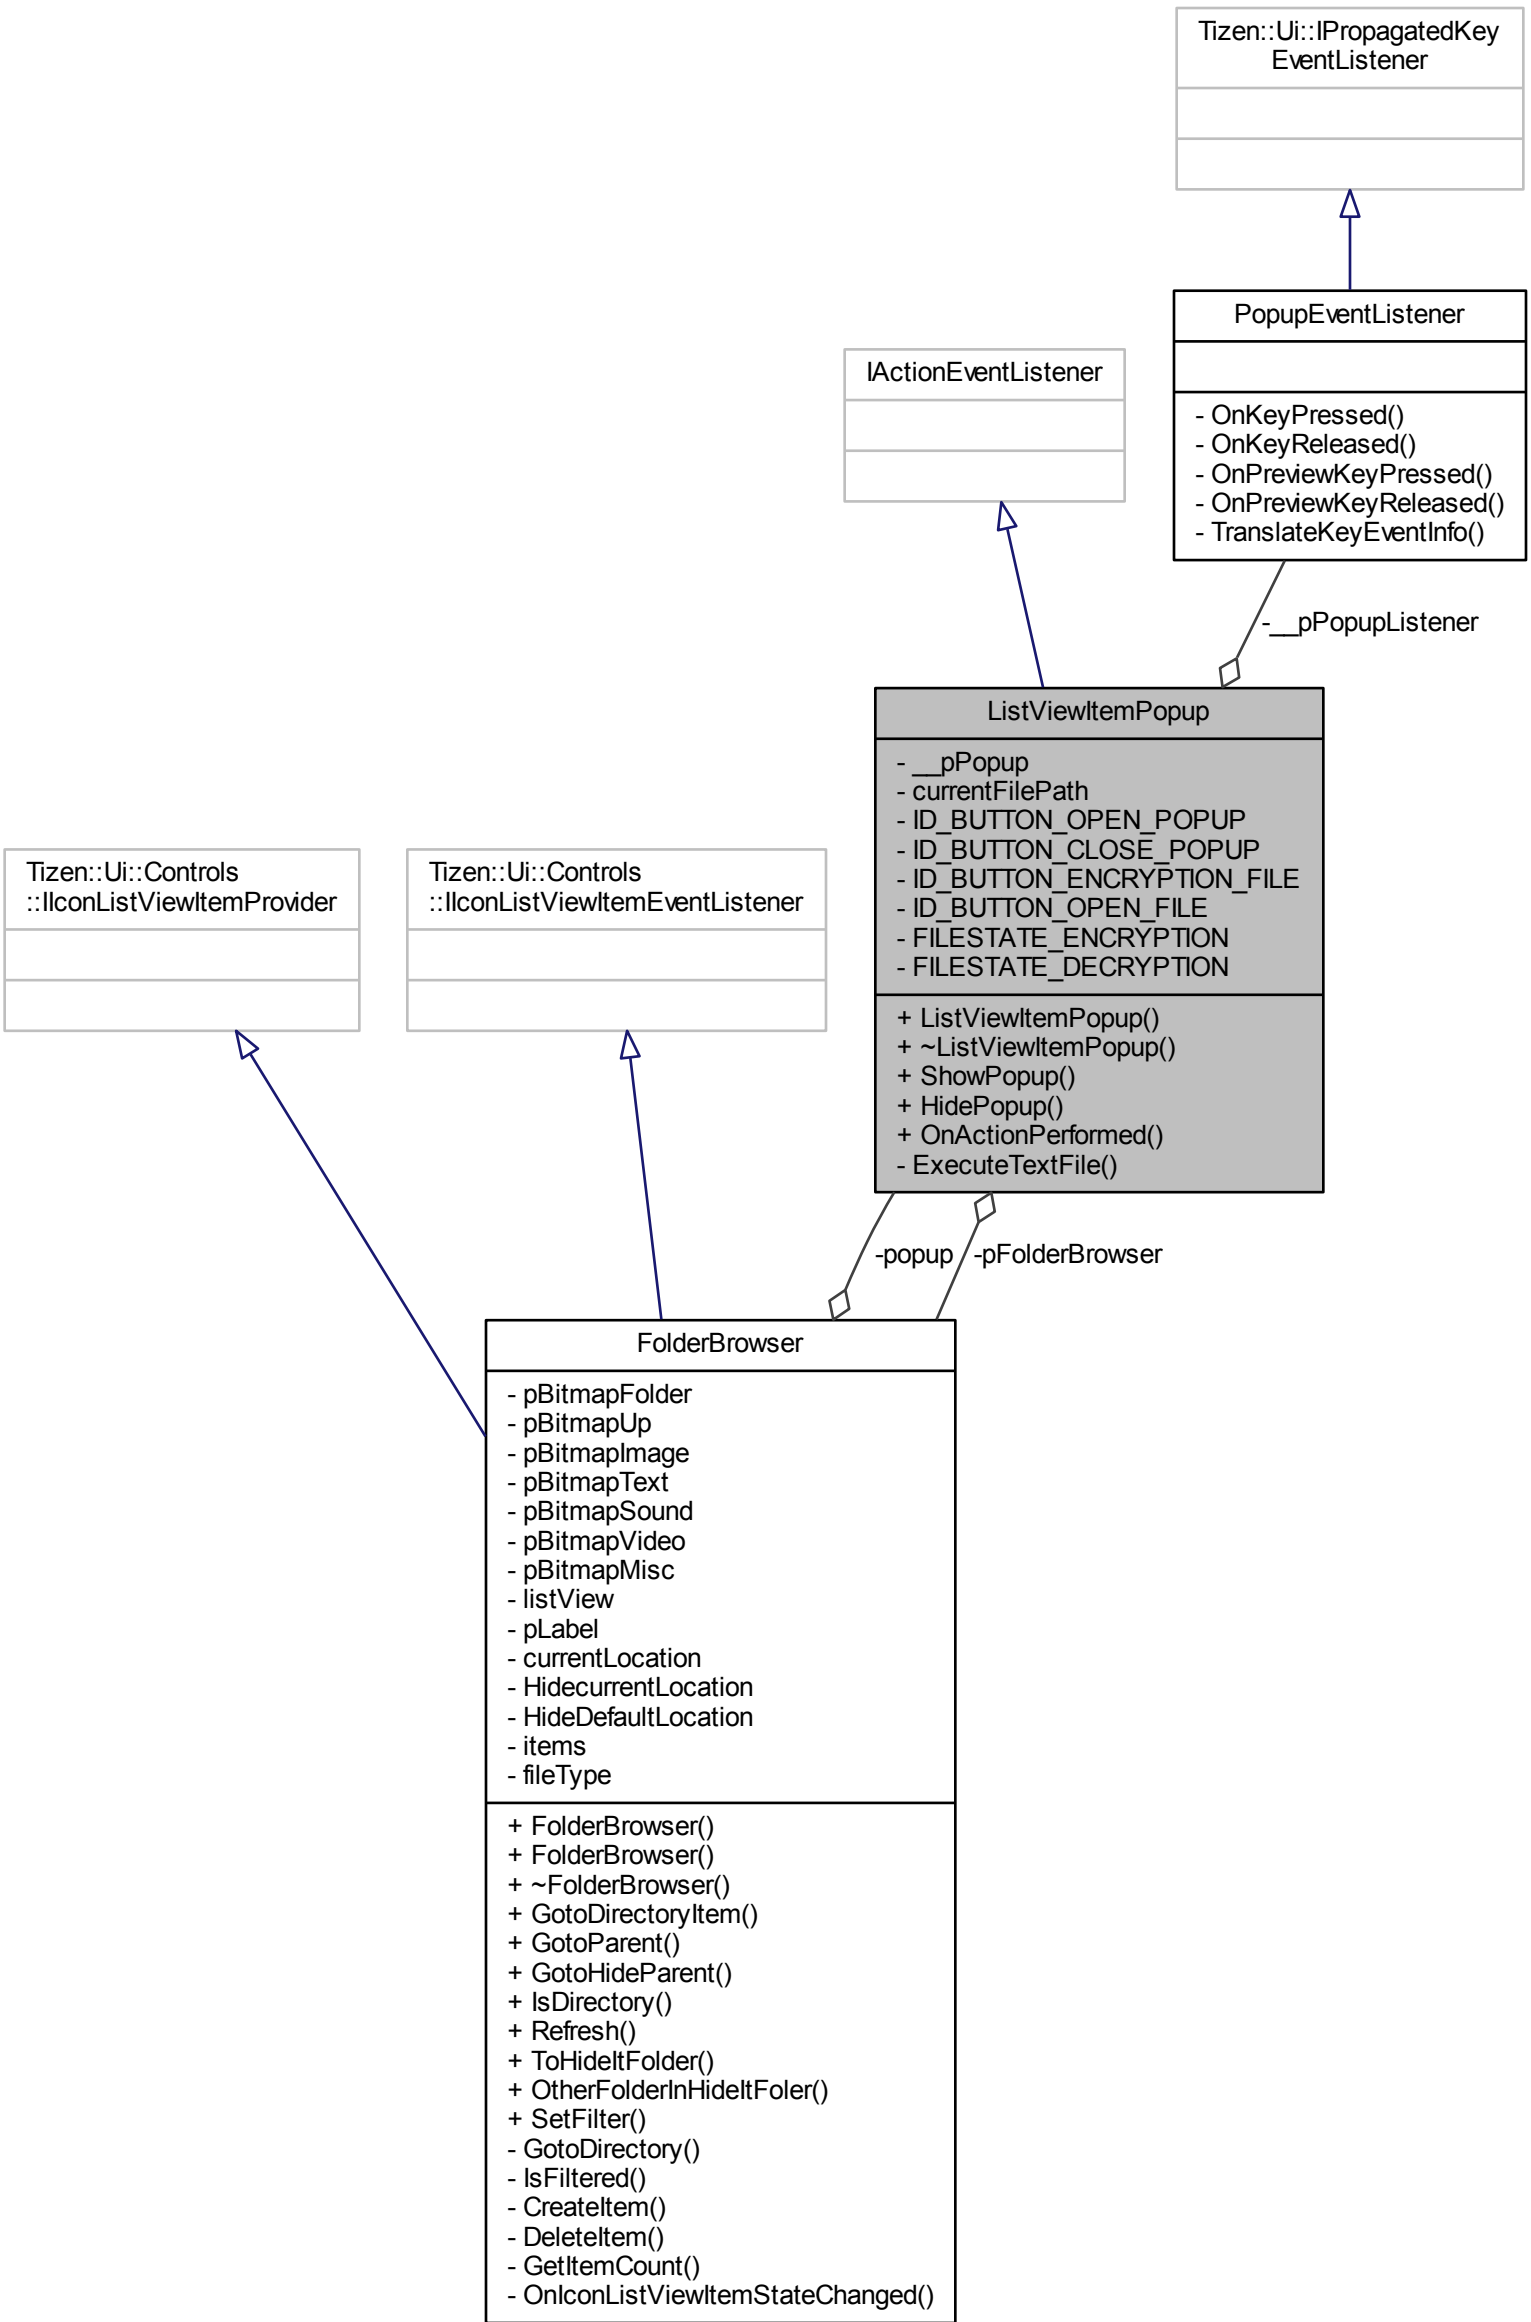 Tizen::Ui::IPropagatedKey
EventListener
PopupEventListener
- OnKeyPressed()
- OnKeyReleased()
- OnPreviewKeyPressed()
- OnPreviewKeyReleased()
- TranslateKeyEventInfo()
IActionEventListener
-__pPopupListener
ListViewItemPopup
- __pPopup
- currentFilePath
- ID_BUTTON_OPEN_POPUP
- ID_BUTTON_CLOSE_POPUP
- ID_BUTTON_ENCRYPTION_FILE
- ID_BUTTON_OPEN_FILE
- FILESTATE_ENCRYPTION
- FILESTATE_DECRYPTION
+ ListViewItemPopup()
+ ~ListViewItemPopup()
+ ShowPopup()
+ HidePopup()
+ OnActionPerformed()
- ExecuteTextFile()
Tizen::Ui::Controls
::IIconListViewItemProvider
Tizen::Ui::Controls
::IIconListViewItemEventListener
-popup
-pFolderBrowser
FolderBrowser
- pBitmapFolder
- pBitmapUp
- pBitmapImage
- pBitmapText
- pBitmapSound
- pBitmapVideo
- pBitmapMisc
- listView
- pLabel
- currentLocation
- HidecurrentLocation
- HideDefaultLocation
- items
- fileType
+ FolderBrowser()
+ FolderBrowser()
+ ~FolderBrowser()
+ GotoDirectoryItem()
+ GotoParent()
+ GotoHideParent()
+ IsDirectory()
+ Refresh()
+ ToHideItFolder()
+ OtherFolderInHideItFoler()
+ SetFilter()
- GotoDirectory()
- IsFiltered()
- CreateItem()
- DeleteItem()
- GetItemCount()
- OnIconListViewItemStateChanged()